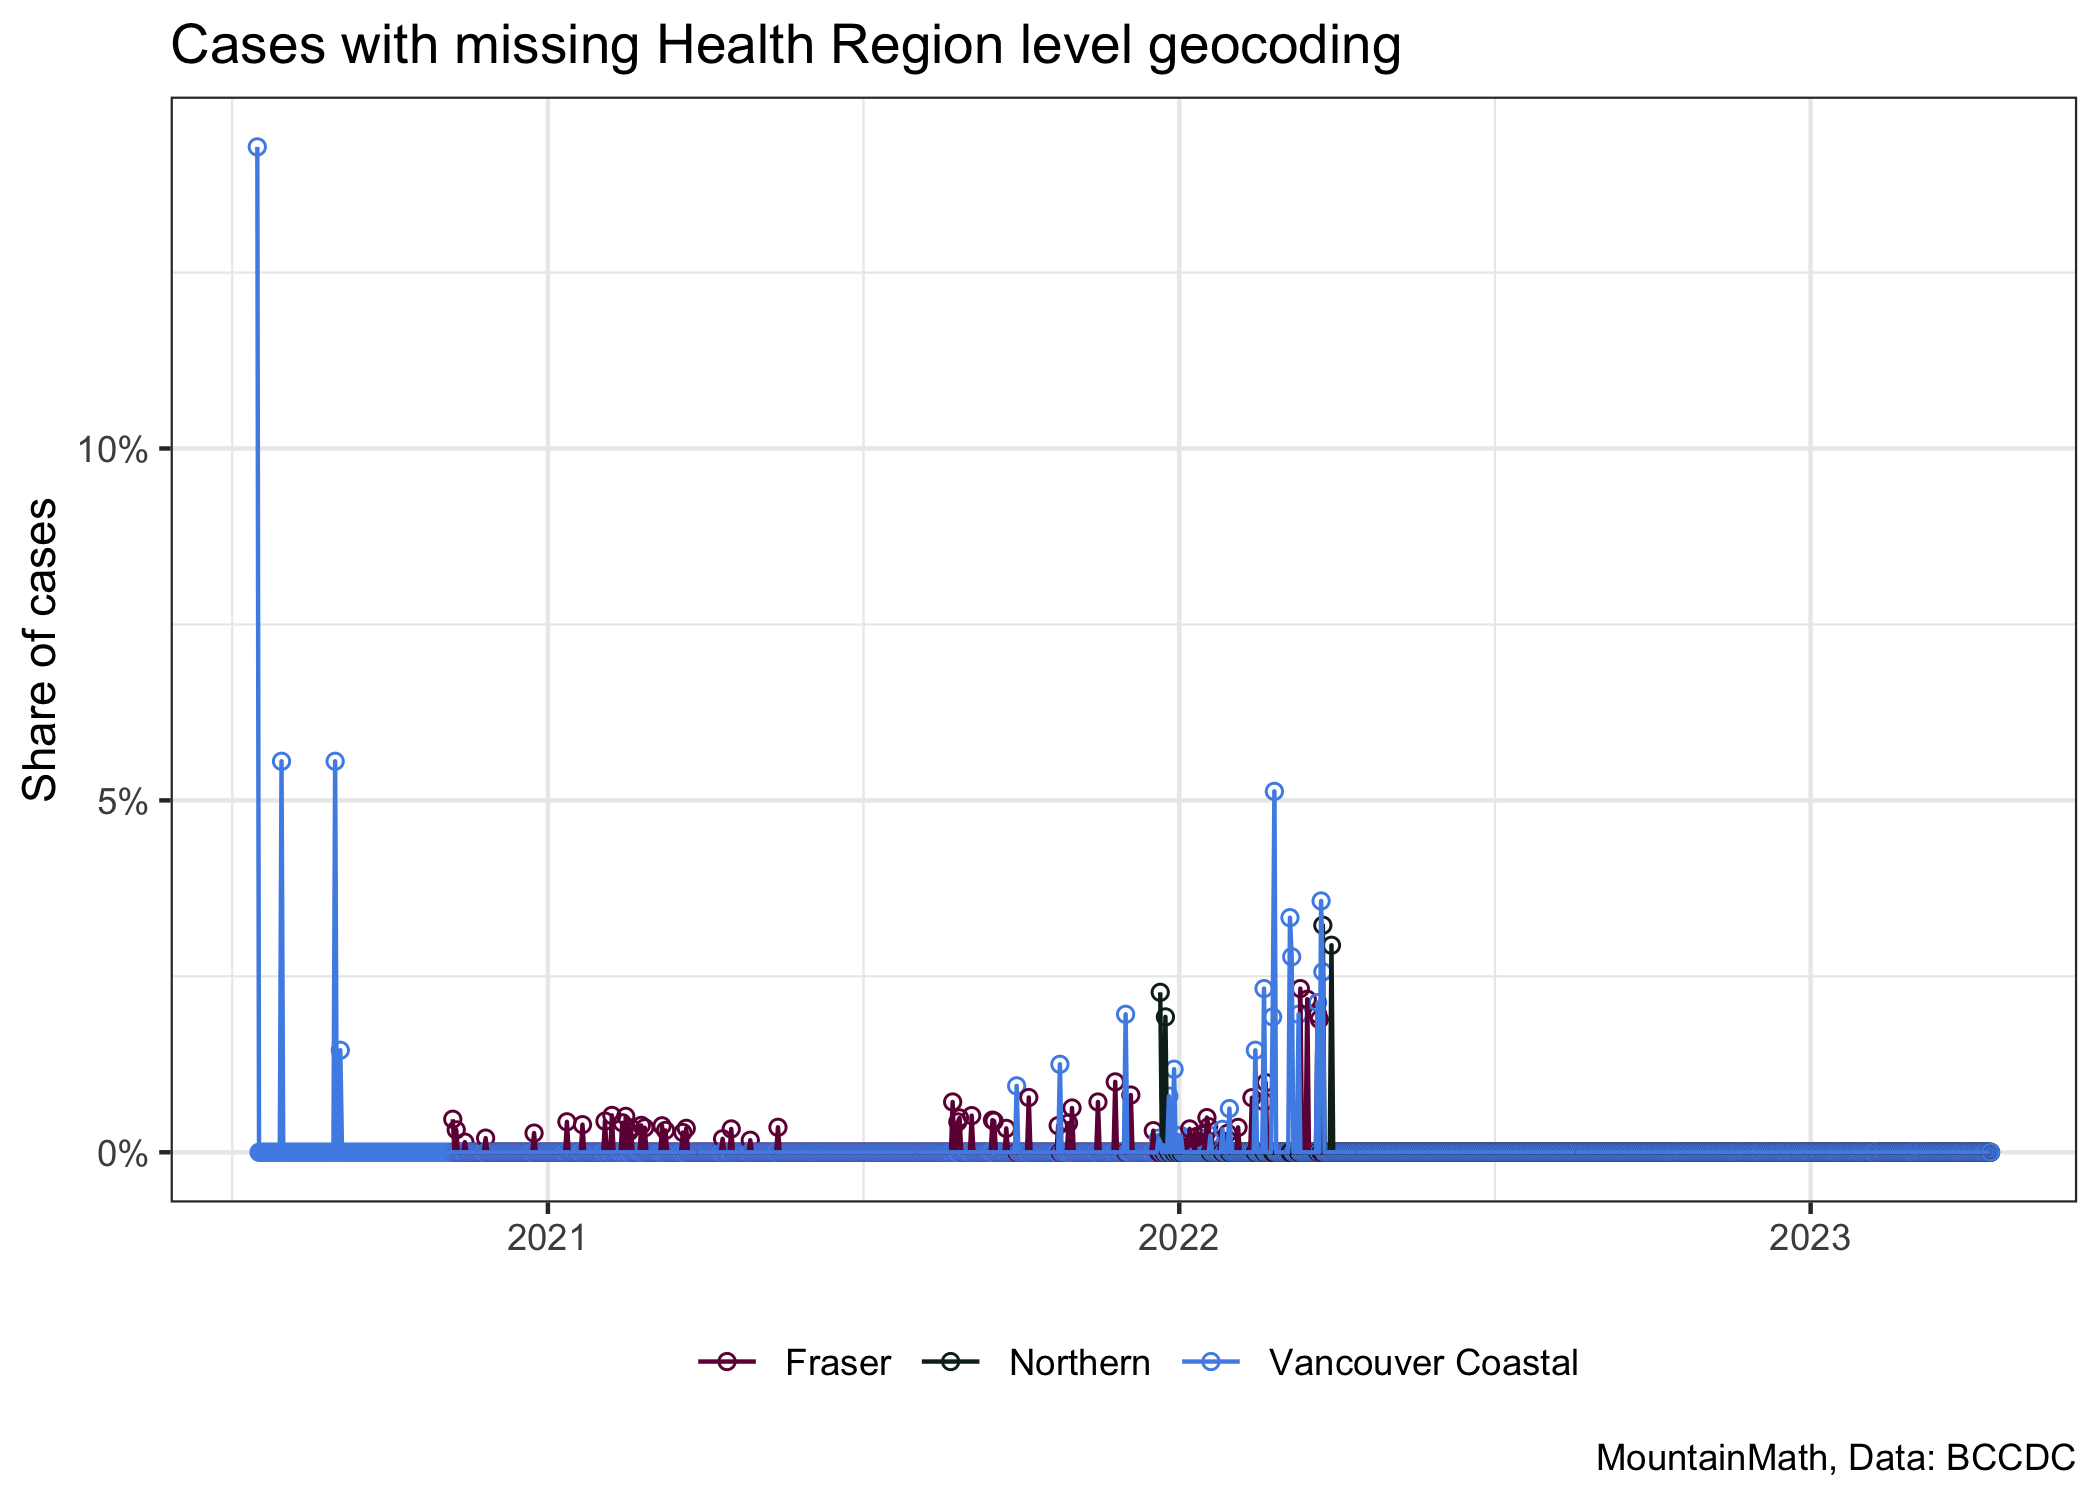 Cases with missing Health Region level geocoding
Share of cases
10%
5%
0%
2021
2022
2023
Fraser
Northern
Vancouver Coastal
MountainMath, Data: BCCDC